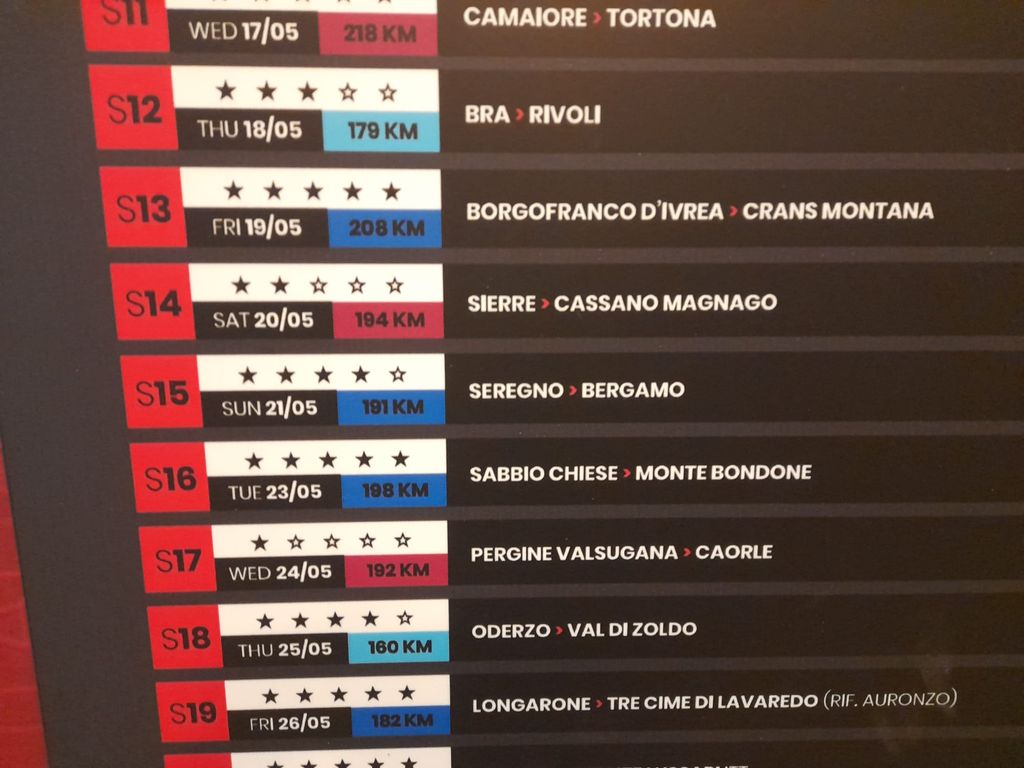 S11
WED 17/05 218 KM
CAMAIORE > TORTONA
S12
THU 18/05 179 KM
BRA > RIVOLI
S13
FRI 19/05 208 KM
BORGOFRANCO D'IVREA > CRANS MONTANA
S14
SAT 20/05 194 KM
SIERRE > CASSANO MAGNAGO
S15
SUN 21/05 191 KM
SEREGNO > BERGAMO
S16
TUE 23/05 198 KM
SABBIO CHIESE > MONTE BONDONE
S17
WED 24/05 192 KM
PERGINE VALSUGANA > CAORLE
S18
THU 25/05 160 KM
ODERZO > VAL DI ZOLDO
S19
FRI 26/05 182 KM
LONGARONE > TRE CIME DI LAVAREDO (RIF. AURONZO)